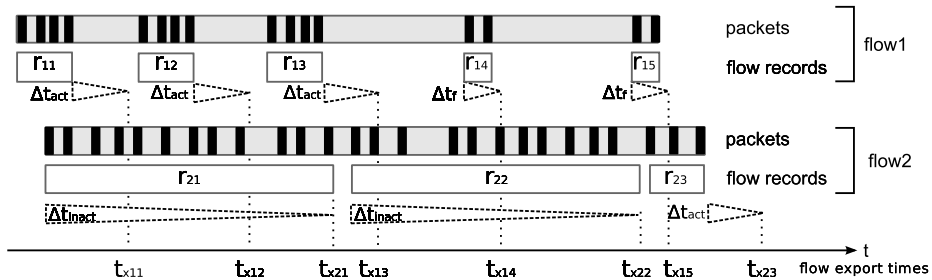 packets
flow1
r11 r12 r13 r14 r15 flow records
Δtact Δtact Δtact Δtf Δtf
packets
flow2
r21 r22 r23 flow records
Δtinact Δtinact Δtact
t
tx11 tx12 tx21 tx13 tx14 tx22 tx15 tx23 flow export times